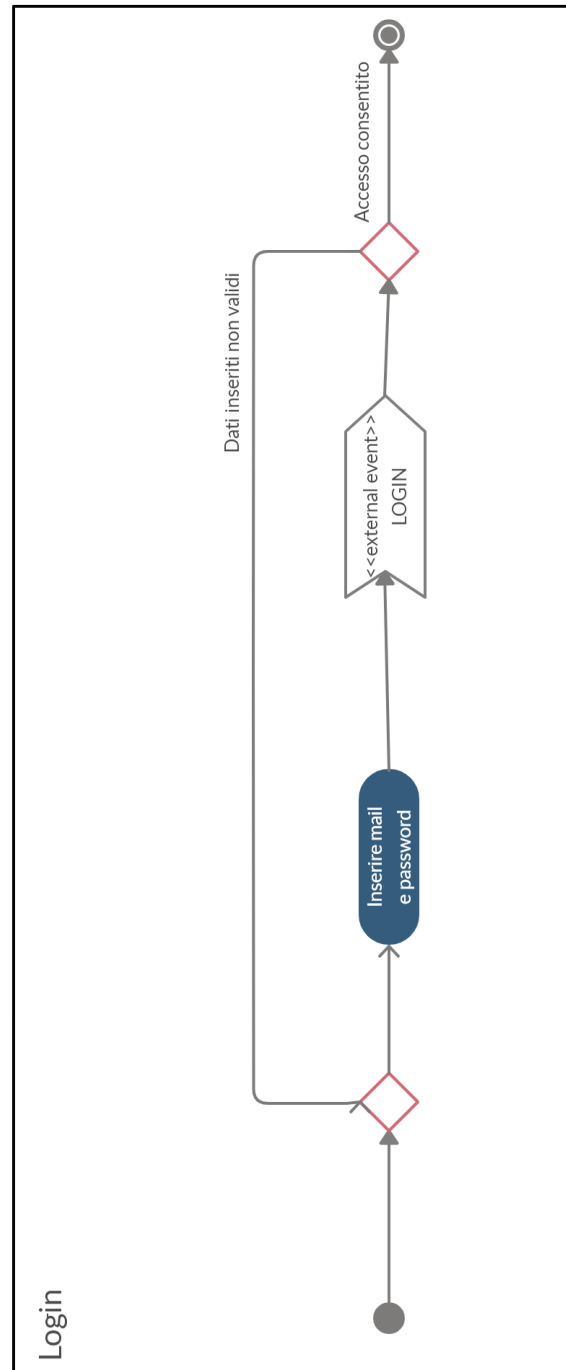 Login
Inserire mail
e password
<<external event>>
LOGIN
Dati inseriti non validi
Accesso consentito